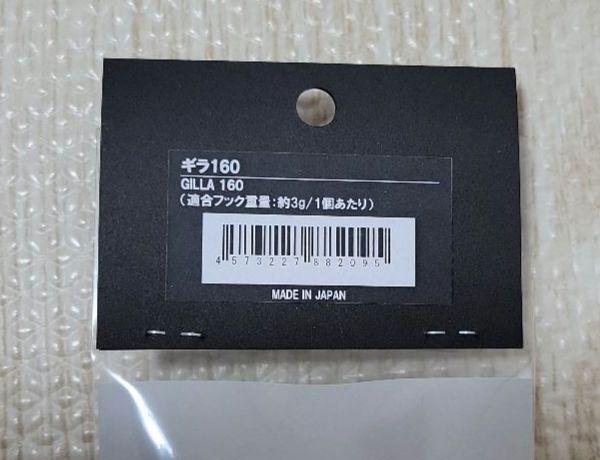 ギラ160
GILLA 160
(適合フック重量:約3g/1個あたり)
4573227882095
MADE IN JAPAN